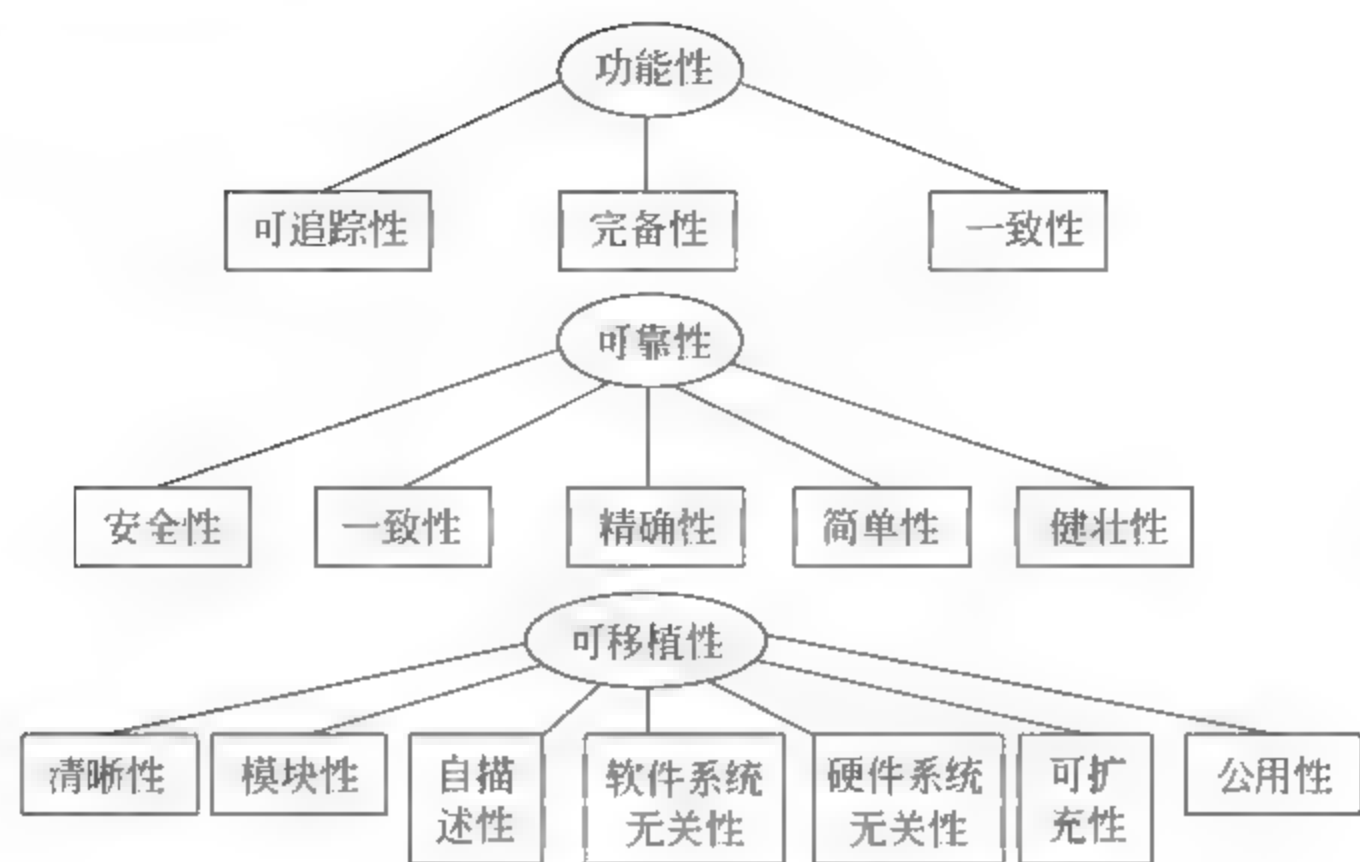 功能性
可追踪性 完备性 一致性
可靠性
安全性 一致性 精确性 简单性 健壮性
可移植性
清晰性 模块性 自描 软件系统 硬件系统 可扩 公用性
述性 无关性 无关性 充性